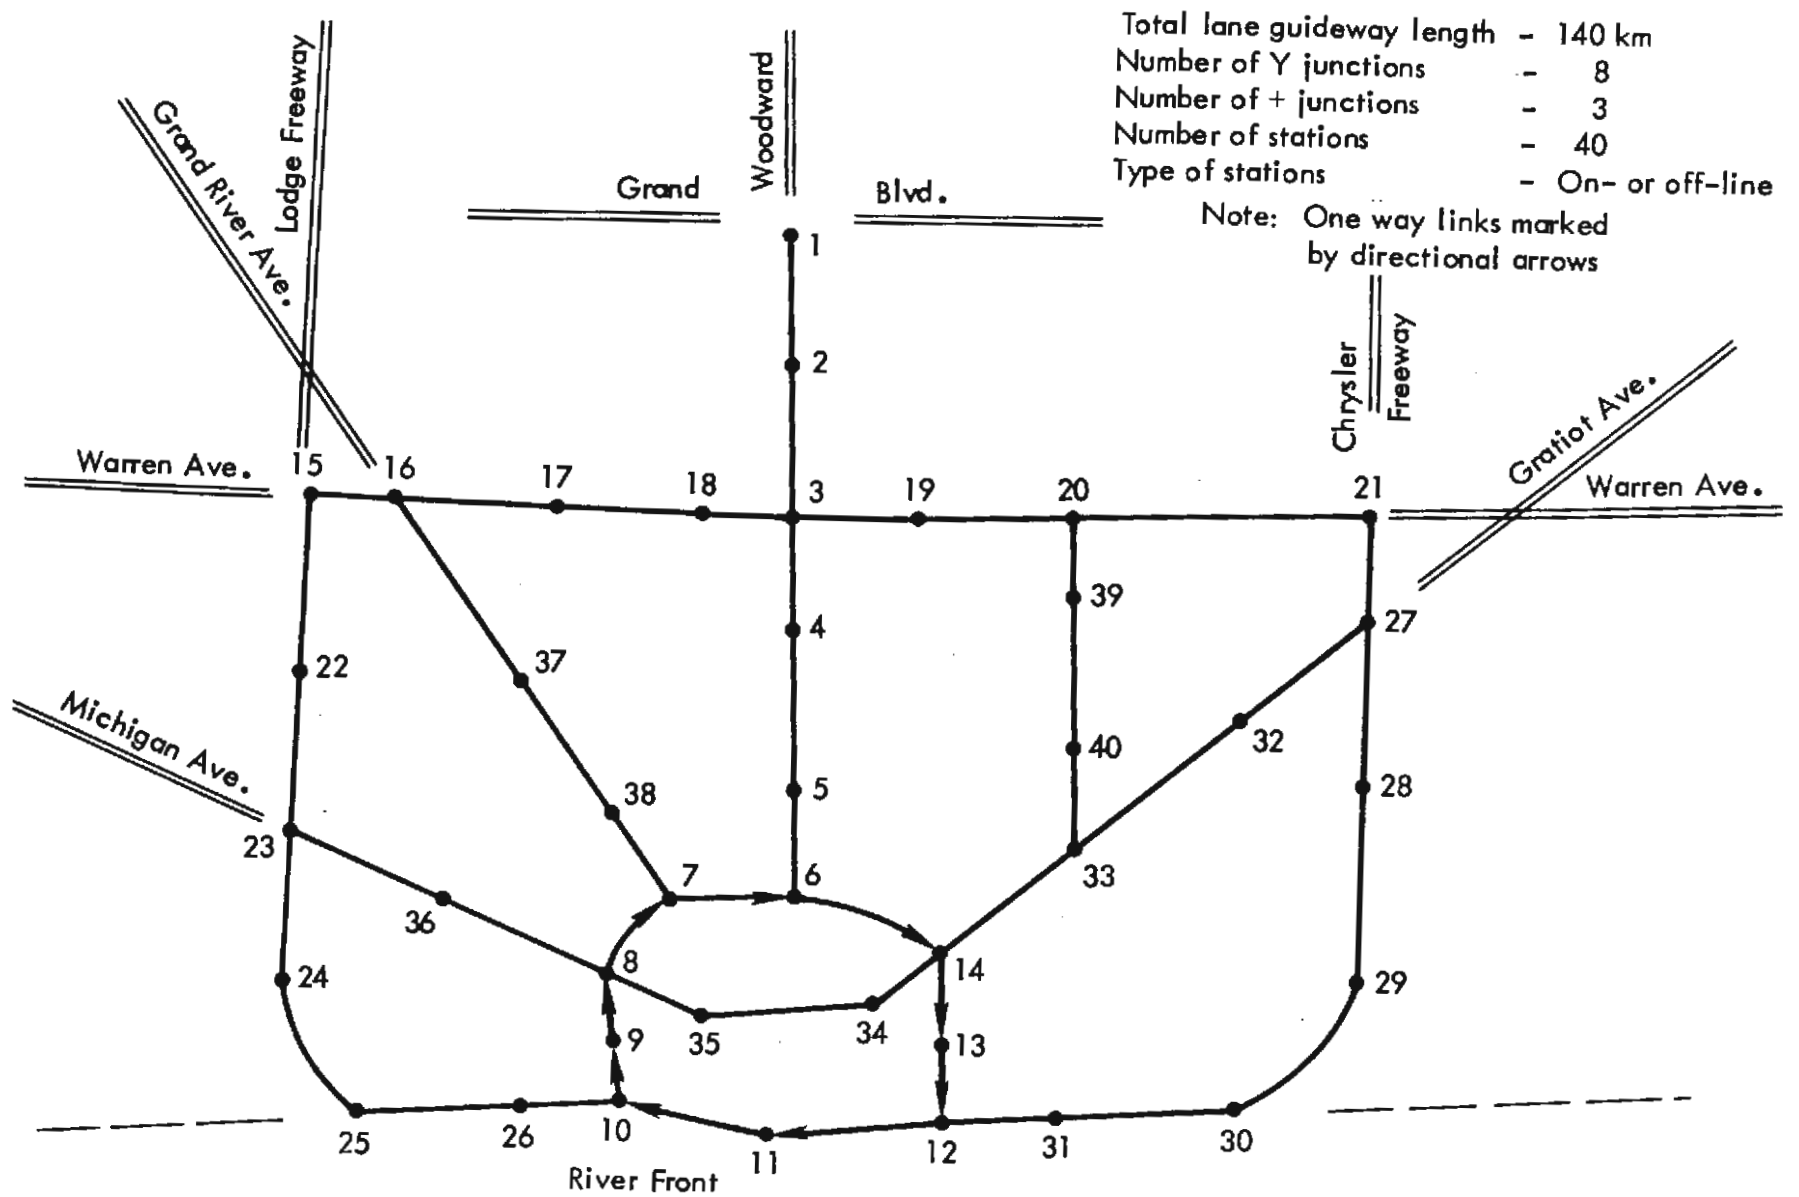 Total lane guideway length - 140 km
Number of Y junctions - 8
Number of + junctions - 3
Number of stations - 40
Type of stations - On- or off-line
Note: One way links marked
by directional arrows
Lodge Freeway
Grand River Ave.
Woodward
Grand Blvd.
1
2
Chrysler
Freeway
Gratiot Ave.
Warren Ave.
15 16 17 18 3 19 20 21
Warren Ave.
39
27
4
22
37
Michigan Ave.
32
40
28
38
5
23
7
6
33
36
8
14
24
29
34
9
35
13
25
26
10
11
12
31
30
River Front